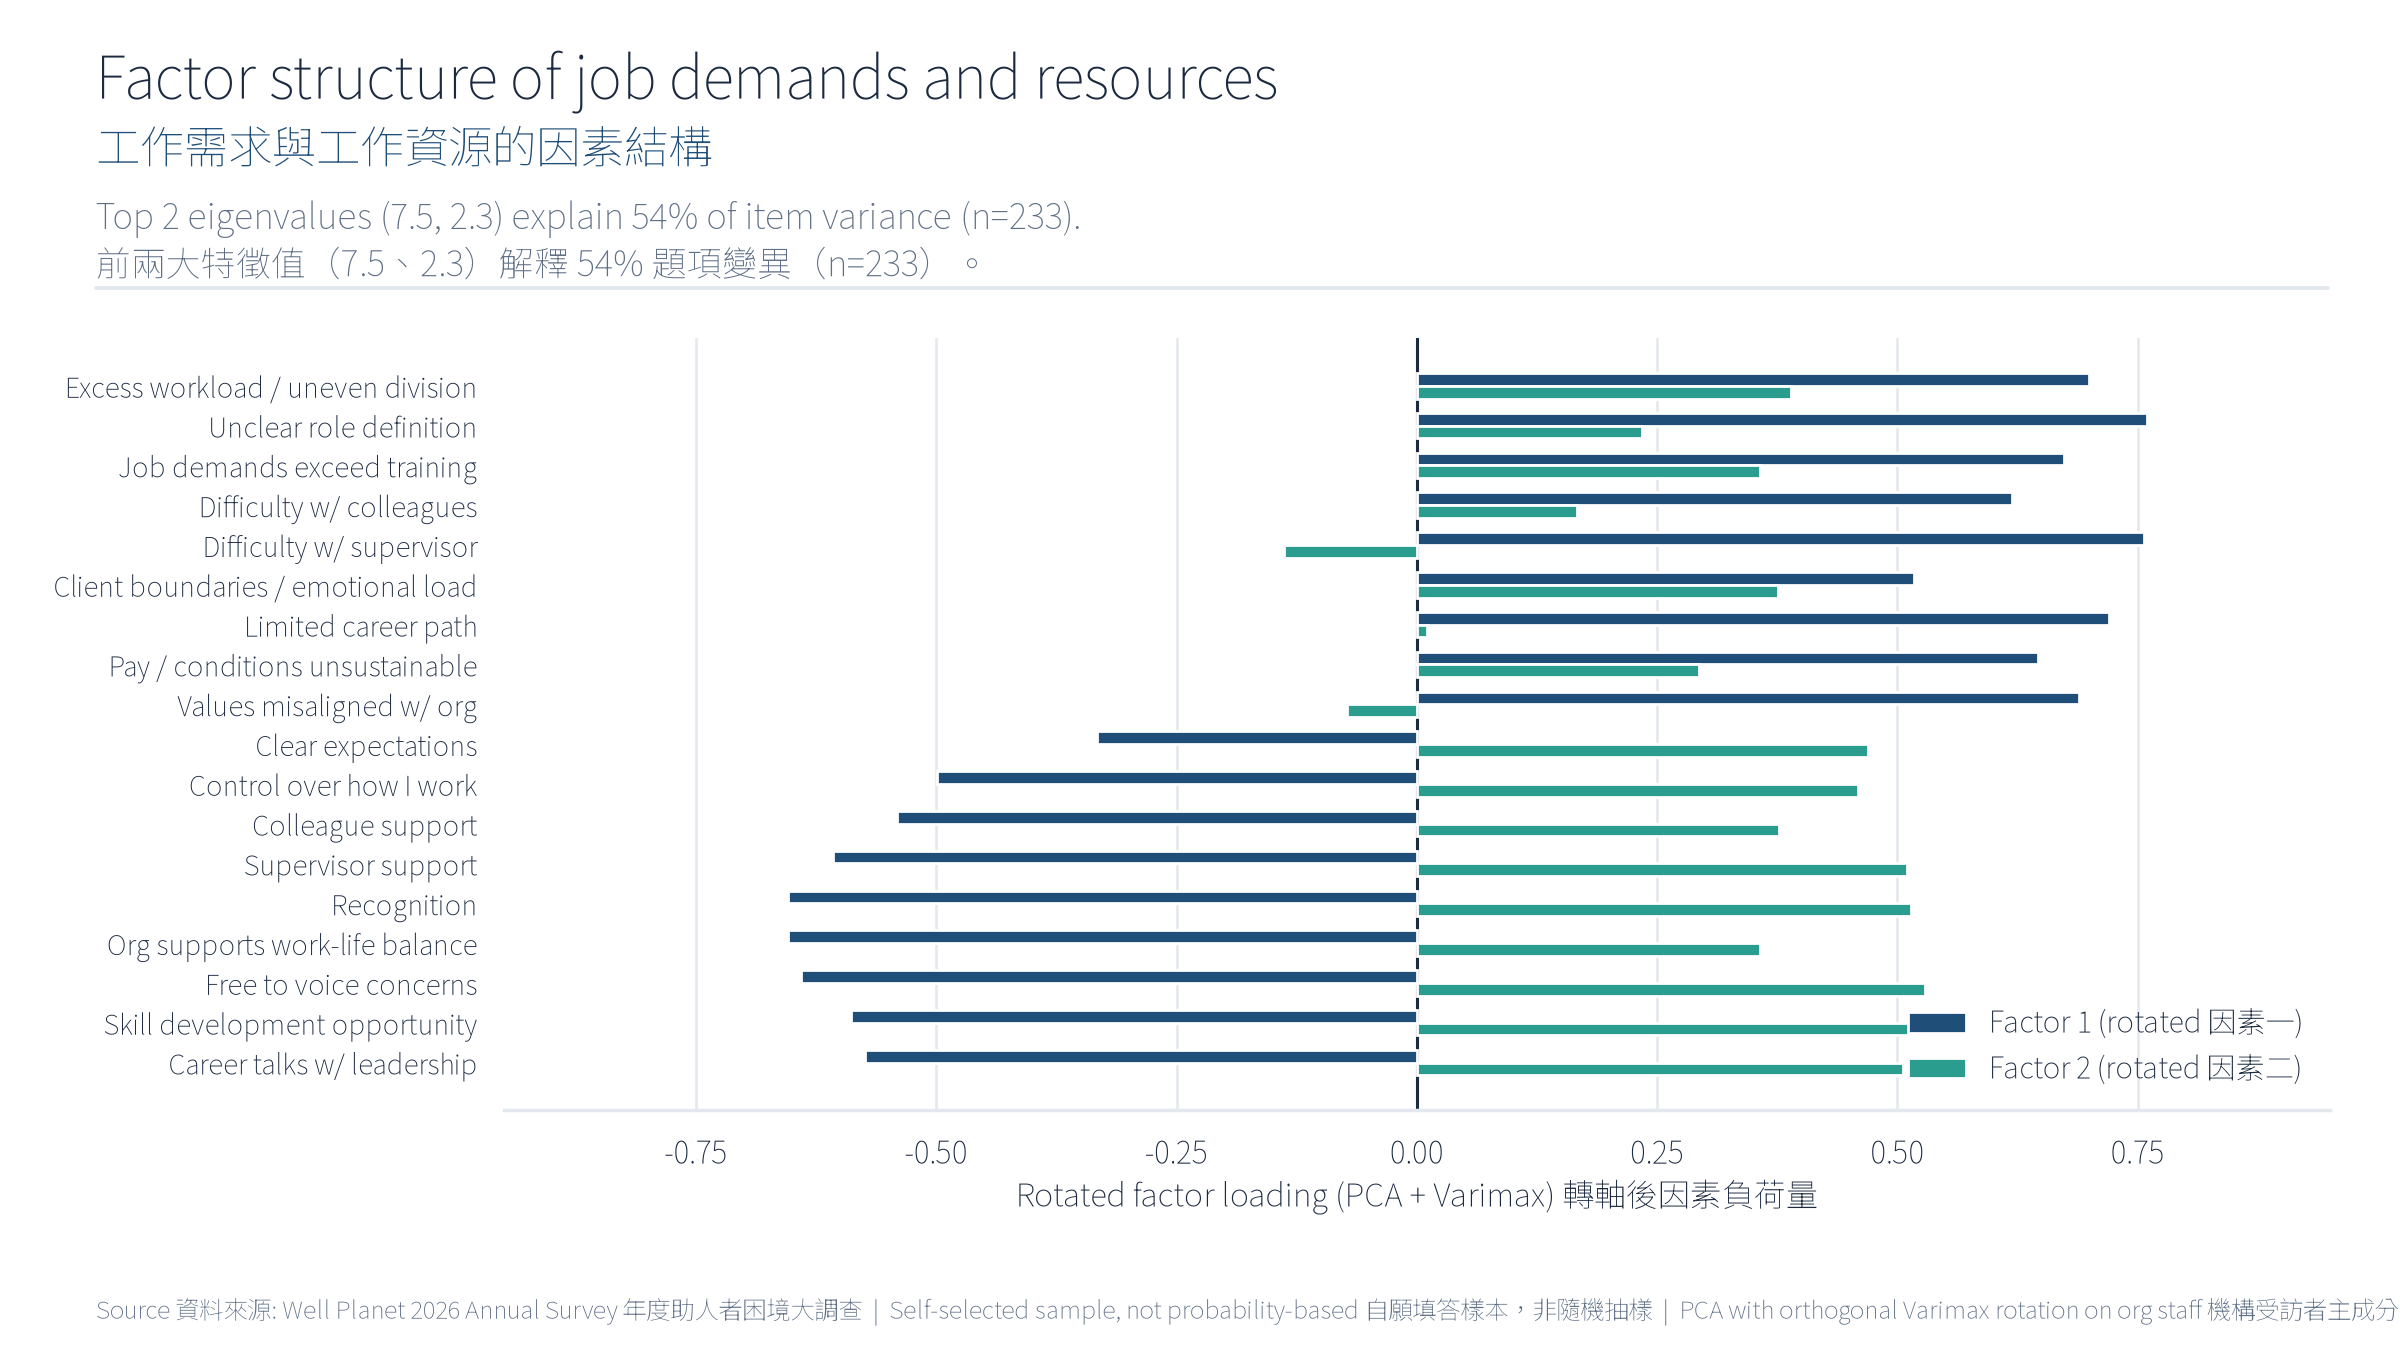 Factor structure of job demands and resources
工作需求與工作資源的因素結構
Top 2 eigenvalues (7.5, 2.3) explain 54% of item variance (n=233).
前兩大特徵值（7.5、2.3）解釋 54% 題項變異（n=233）。
Excess workload / uneven division
Unclear role definition
Job demands exceed training
Difficulty w/ colleagues
Difficulty w/ supervisor
Client boundaries / emotional load
Limited career path
Pay / conditions unsustainable
Values misaligned w/ org
Clear expectations
Control over how I work
Colleague support
Supervisor support
Recognition
Org supports work-life balance
Free to voice concerns
Skill development opportunity
Career talks w/ leadership
Factor 1 (rotated 因素一)
Factor 2 (rotated 因素二)
-0.75 -0.50 -0.25 0.00 0.25 0.50 0.75
Rotated factor loading (PCA + Varimax) 轉軸後因素負荷量
Source 資料來源: Well Planet 2026 Annual Survey 年度助人者困境大調查 | Self-selected sample, not probability-based 自願填答樣本，非隨機抽樣 | PCA with orthogonal Varimax rotation on org staff 機構受訪者主成分